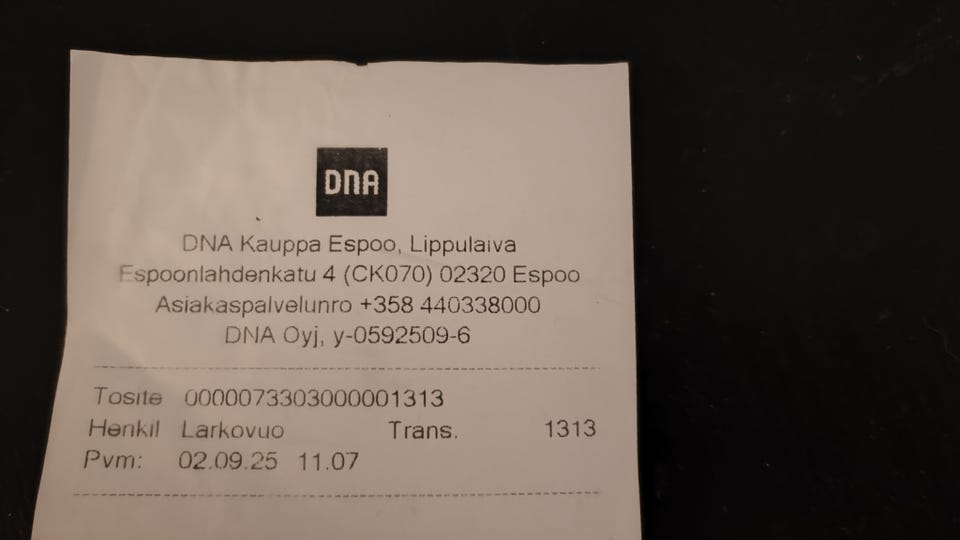 DNA
DNA Kauppa Espoo, Lippulaiva
Espoonlahdenkatu 4 (CK070) 02320 Espoo
Asiakaspalvelunro +358 440338000
DNA Oyj, y-0592509-6
Tosite 0000073303000001313
Henkil Larkovuo Trans. 1313
Pvm: 02.09.25 11.07